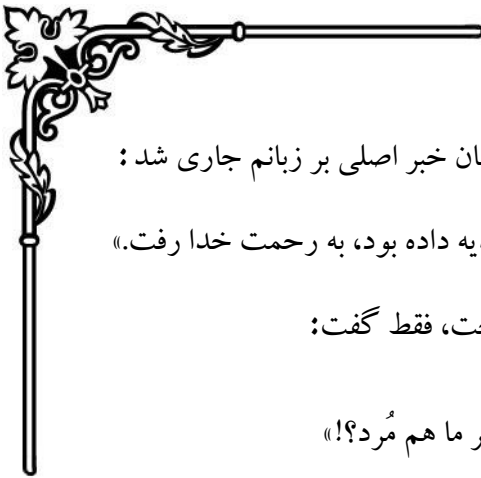 خبر اصلی بر زبانم جاری شد :
داده بود، به رحمت خدا رفت.»
فقط گفت:
ما هم مُرد؟!»